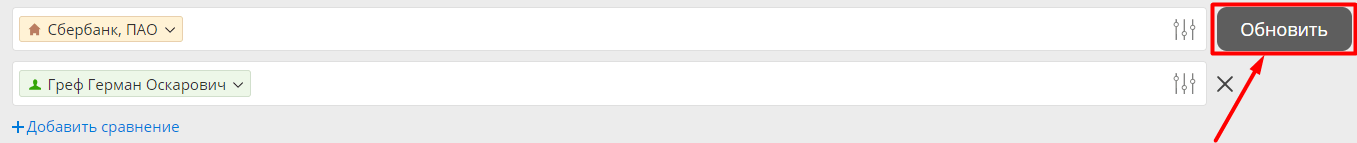 Сбербанк, ПАО
Обновить
Греф Герман Оскарович
Добавить сравнение